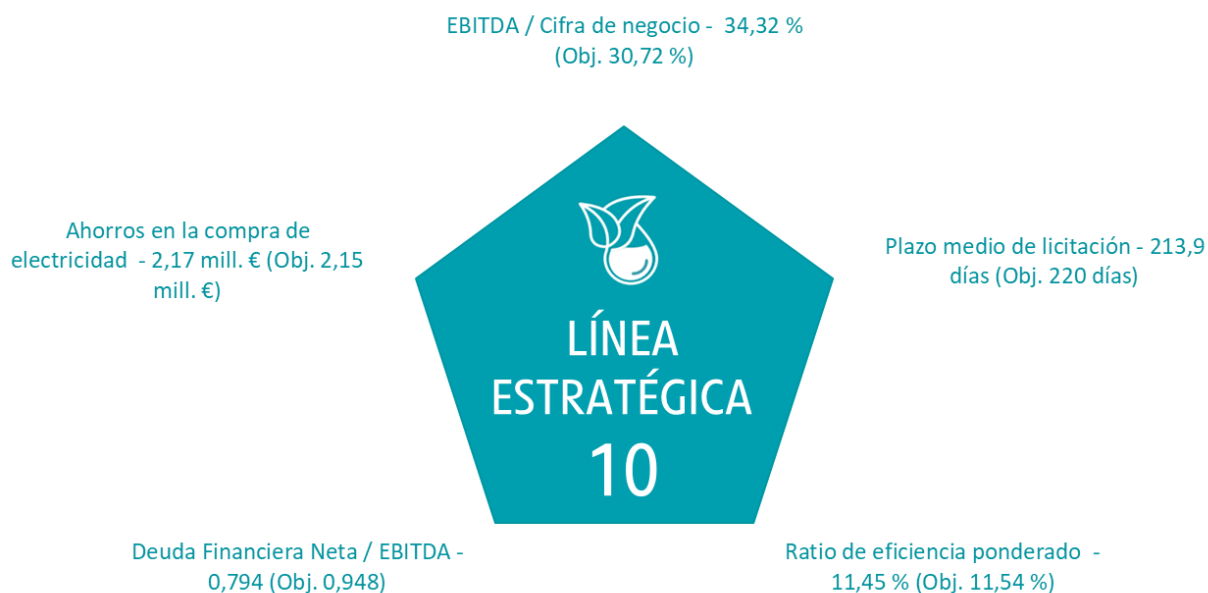 EBITDA / Cifra de negocio - 34,32 %
(Obj. 30,72 %)
Ahorros en la compra de
electricidad - 2,17 mill. € (Obj. 2,15
mill. €)
Plazo medio de licitación - 213,9
días (Obj. 220 días)
LÍNEA
ESTRATÉGICA
10
Deuda Financiera Neta / EBITDA -
0,794 (Obj. 0,948)
Ratio de eficiencia ponderado -
11,45 % (Obj. 11,54 %)